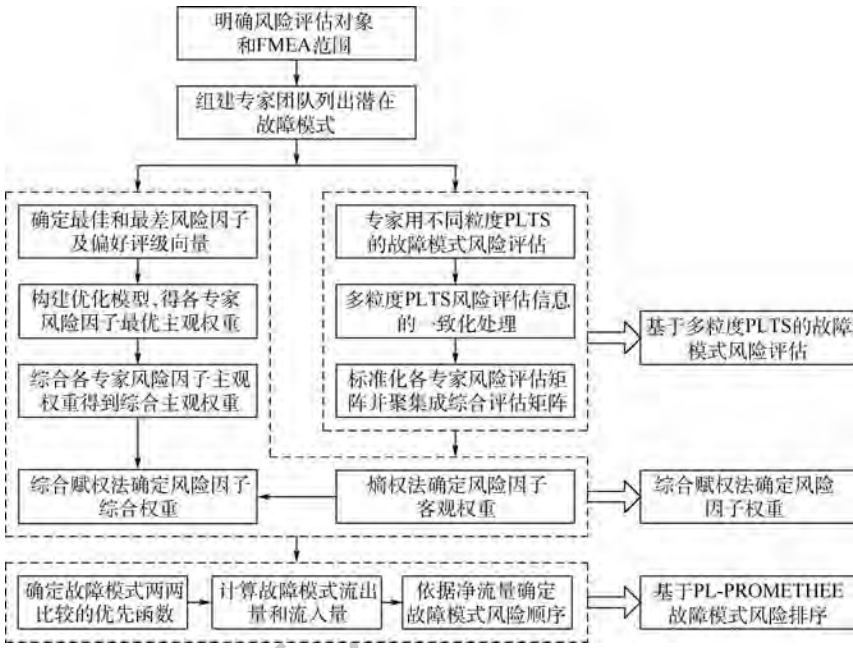 明确风险评估对象
和FMEA范围
组建专家团队列出潜在
故障模式
确定最佳和最差风险因子
及偏好评级向量
构建优化模型,得各专家
风险因子最优主观权重
综合各专家风险因子主观
权重得到综合主观权重
综合赋权法确定风险因子
综合权重
专家用不同粒度PLTS
的故障模式风险评估
多粒度PLTS风险评估信息
的一致化处理
标准化各专家风险评估矩
阵并聚集成综合评估矩阵
熵权法确定风险因子
客观权重
基于多粒度PLTS的故障
模式风险评估
综合赋权法确定风险
因子权重
确定故障模式两两
比较的优先函数
计算故障模式流出
量和流入量
依据净流量确定
故障模式风险顺序
基于PL-PROMETHEE
故障模式风险排序